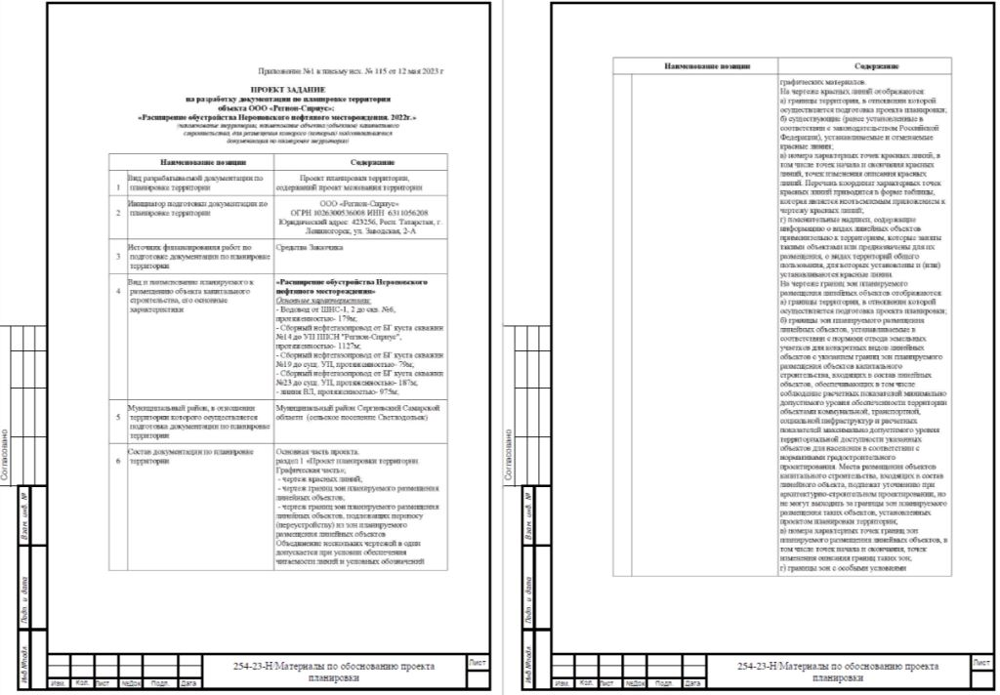 Приложение №1 к письму исх. № 115 от 12 мая 2023 г
ПРОЕКТ ЗАДАНИЕ
на разработку документации по планировке территории
объекта ООО «Регион-Сириус»:
«Расширение обустройства Нероновского нефтяного месторождения. 2022г.»
(наименование территории, наименование объекта (объектов) капитального
строительства, для размещения которого (которых) подготавливается
документация по планировке территории)
Наименование позиции Содержание
1 Вид разрабатываемой документации по планировке территории
Проект планировки территории,
содержащий проект межевания территории
2 Инициатор подготовки документации по планировке территории
ООО «Регион-Сириус»
ОГРН 1026300536008 ИНН 6311056208
Юридический адрес: 423256, Респ. Татарстан, г.
Лениногорск, ул. Заводская, 2-А
3 Источник финансирования работ по
подготовке документации по планировке
территории
Средства Заказчика
4 Вид и наименование планируемого к
размещению объекта капитального
строительства, его основные
характеристики
«Расширение обустройства Нероновского
нефтяного месторождения»
Основные характеристики:
- Водовод от ШНС-1, 2 до скв. №6,
протяженность- 179м;
- Сборный нефтегазопровод от БГ куста скважин
№14 до УП ППСН "Регион-Сириус",
протяженность- 1127м;
- Сборный нефтегазопровод от БГ куста скважин
№19 до сущ. УП, протяженность- 79м;
- Сборный нефтегазопровод от БГ куста скважин
№23 до сущ. УП, протяженность- 187м;
- линия ВЛ, протяженность- 975м;
5 Муниципальный район, в отношении
территории которого осуществляется
подготовка документации по планировке
территории
Муниципальный район Сергиевский Самарской
области (сельское поселение Светлодольск)
6 Состав документации по планировке
территории
Основная часть проекта.
раздел 1 «Проект планировки территории.
Графическая часть»;
- чертеж красных линий;
- чертеж границ зон планируемого размещения
линейных объектов;
- чертеж границ зон планируемого размещения
линейных объектов, подлежащих переносу
(переустройству) из зон планируемого
размещения линейных объектов
Объединение нескольких чертежей в один
допускается при условии обеспечения
читаемости линий и условных обозначений
Согласовано
Взам. инв. №
Подп. и дата
Инв№подл.
Изм. Кол. Лист №Док Подп. Дата
254-23-Н/Материалы по обоснованию проекта
планировки
Лист
Наименование позиции Содержание
графических материалов.
На чертеже красных линий отображаются:
а) границы территории, в отношении которой
осуществляется подготовка проекта планировки;
б) существующие (ранее установленные в
соответствии с законодательством Российской
Федерации), устанавливаемые и отменяемые
красные линии;
в) номера характерных точек красных линий, в
том числе точек начала и окончания красных
линий, точек изменения описания красных
линий. Перечень координат характерных точек
красных линий приводится в форме таблицы,
которая является неотъемлемым приложением к
чертежу красных линий;
г) пояснительные надписи, содержащие
информацию о видах линейных объектов
применительно к территориям, которые заняты
такими объектами или предназначены для их
размещения, о видах территорий общего
пользования, для которых установлены и (или)
устанавливаются красные линии.
На чертеже границ зон планируемого
размещения линейных объектов отображаются:
а) границы территории, в отношении которой
осуществляется подготовка проекта планировки;
б) границы зон планируемого размещения
линейных объектов, устанавливаемые в
соответствии с нормами отвода земельных
участков для конкретных видов линейных
объектов с указанием границ зон планируемого
размещения объектов капитального
строительства, входящих в состав линейных
объектов, обеспечивающих в том числе
соблюдение расчетных показателей минимально
допустимого уровня обеспеченности территории
объектами коммунальной, транспортной,
социальной инфраструктур и расчетных
показателей максимально допустимого уровня
территориальной доступности указанных
объектов для населения в соответствии с
нормативами градостроительного
проектирования. Места размещения объектов
капитального строительства, входящих в состав
линейного объекта, подлежат уточнению при
архитектурно-строительном проектировании, но
не могут выходить за границы зон планируемого
размещения таких объектов, установленных
проектом планировки территории;
в) номера характерных точек границ зон
планируемого размещения линейных объектов, в
том числе точек начала и окончания, точек
изменения описания границ таких зон;
г) границы зон с особыми условиями
Согласовано
Взам. инв. №
Подп. и дата
Инв№подл.
Изм. Кол. Лист №Док Подп. Дата
254-23-Н/Материалы по обоснованию проекта
планировки
Лист